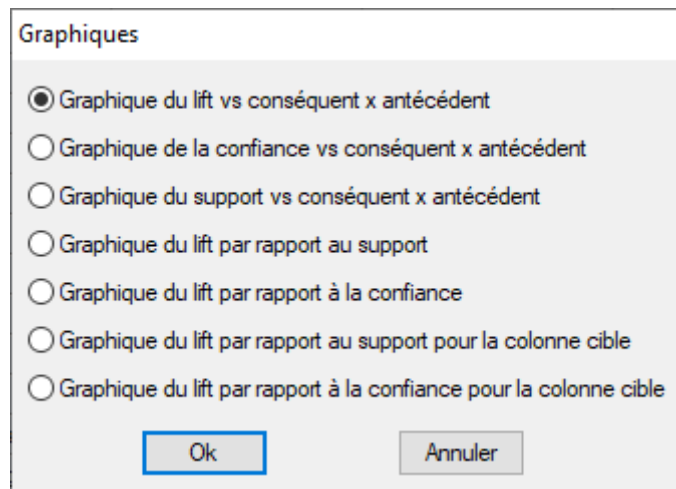 Graphiques
Graphique du lift vs conséquent x antécédent
Graphique de la confiance vs conséquent x antécédent
Graphique du support vs conséquent x antécédent
Graphique du lift par rapport au support
Graphique du lift par rapport à la confiance
Graphique du lift par rapport au support pour la colonne cible
Graphique du lift par rapport à la confiance pour la colonne cible
Ok Annuler